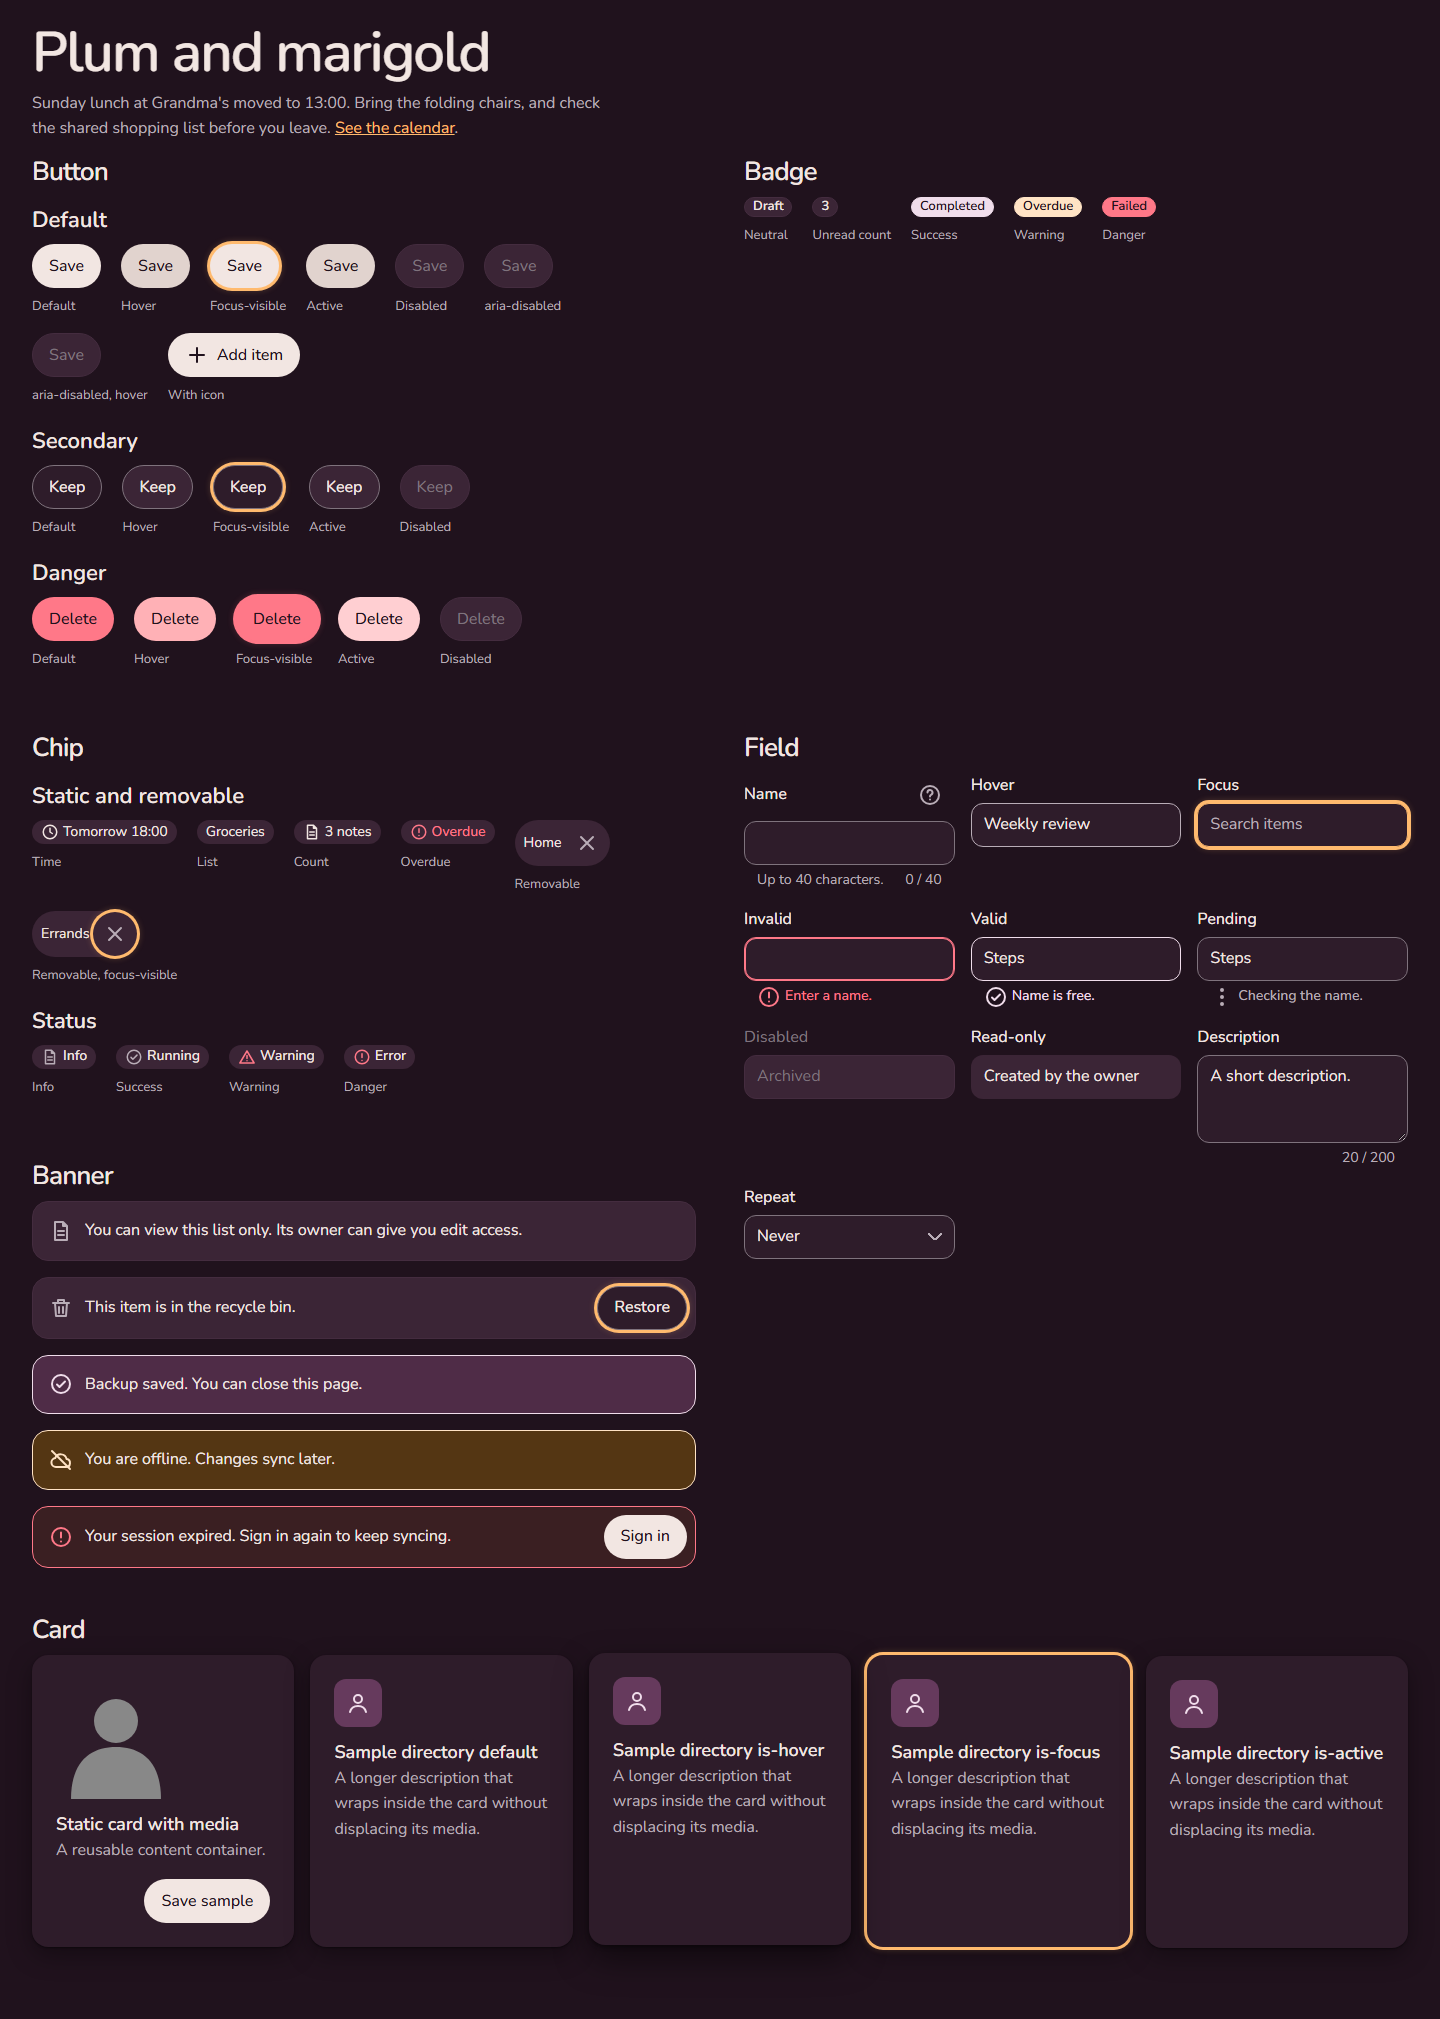 Plum and marigold
Sunday lunch at Grandma's moved to 13:00. Bring the folding chairs, and check
the shared shopping list before you leave. See the calendar.
Button
Default
Save Save Save Save Save Save
Default Hover Focus-visible Active Disabled aria-disabled
Save Add item
aria-disabled, hover With icon
Secondary
Keep Keep Keep Keep Keep
Default Hover Focus-visible Active Disabled
Danger
Delete Delete Delete Delete Delete
Default Hover Focus-visible Active Disabled
Badge
Draft 3 Completed Overdue Failed
Neutral Unread count Success Warning Danger
Chip
Static and removable
Tomorrow 18:00 Groceries 3 notes Overdue Home
Time List Count Overdue Removable
Errands
Removable, focus-visible
Status
Info Running Warning Error
Info Success Warning Danger
Field
Name Hover Focus
Weekly review Search items
Up to 40 characters. 0 / 40
Invalid Valid Pending
Steps Steps
Enter a name. Name is free. Checking the name.
Disabled Read-only Description
Archived Created by the owner A short description.
20 / 200
Repeat
Never
Banner
You can view this list only. Its owner can give you edit access.
This item is in the recycle bin. Restore
Backup saved. You can close this page.
You are offline. Changes sync later.
Your session expired. Sign in again to keep syncing. Sign in
Card
Static card with media
A reusable content container.
Save sample
Sample directory default
A longer description that
wraps inside the card without
displacing its media.
Sample directory is-hover
A longer description that
wraps inside the card without
displacing its media.
Sample directory is-focus
A longer description that
wraps inside the card without
displacing its media.
Sample directory is-active
A longer description that
wraps inside the card without
displacing its media.